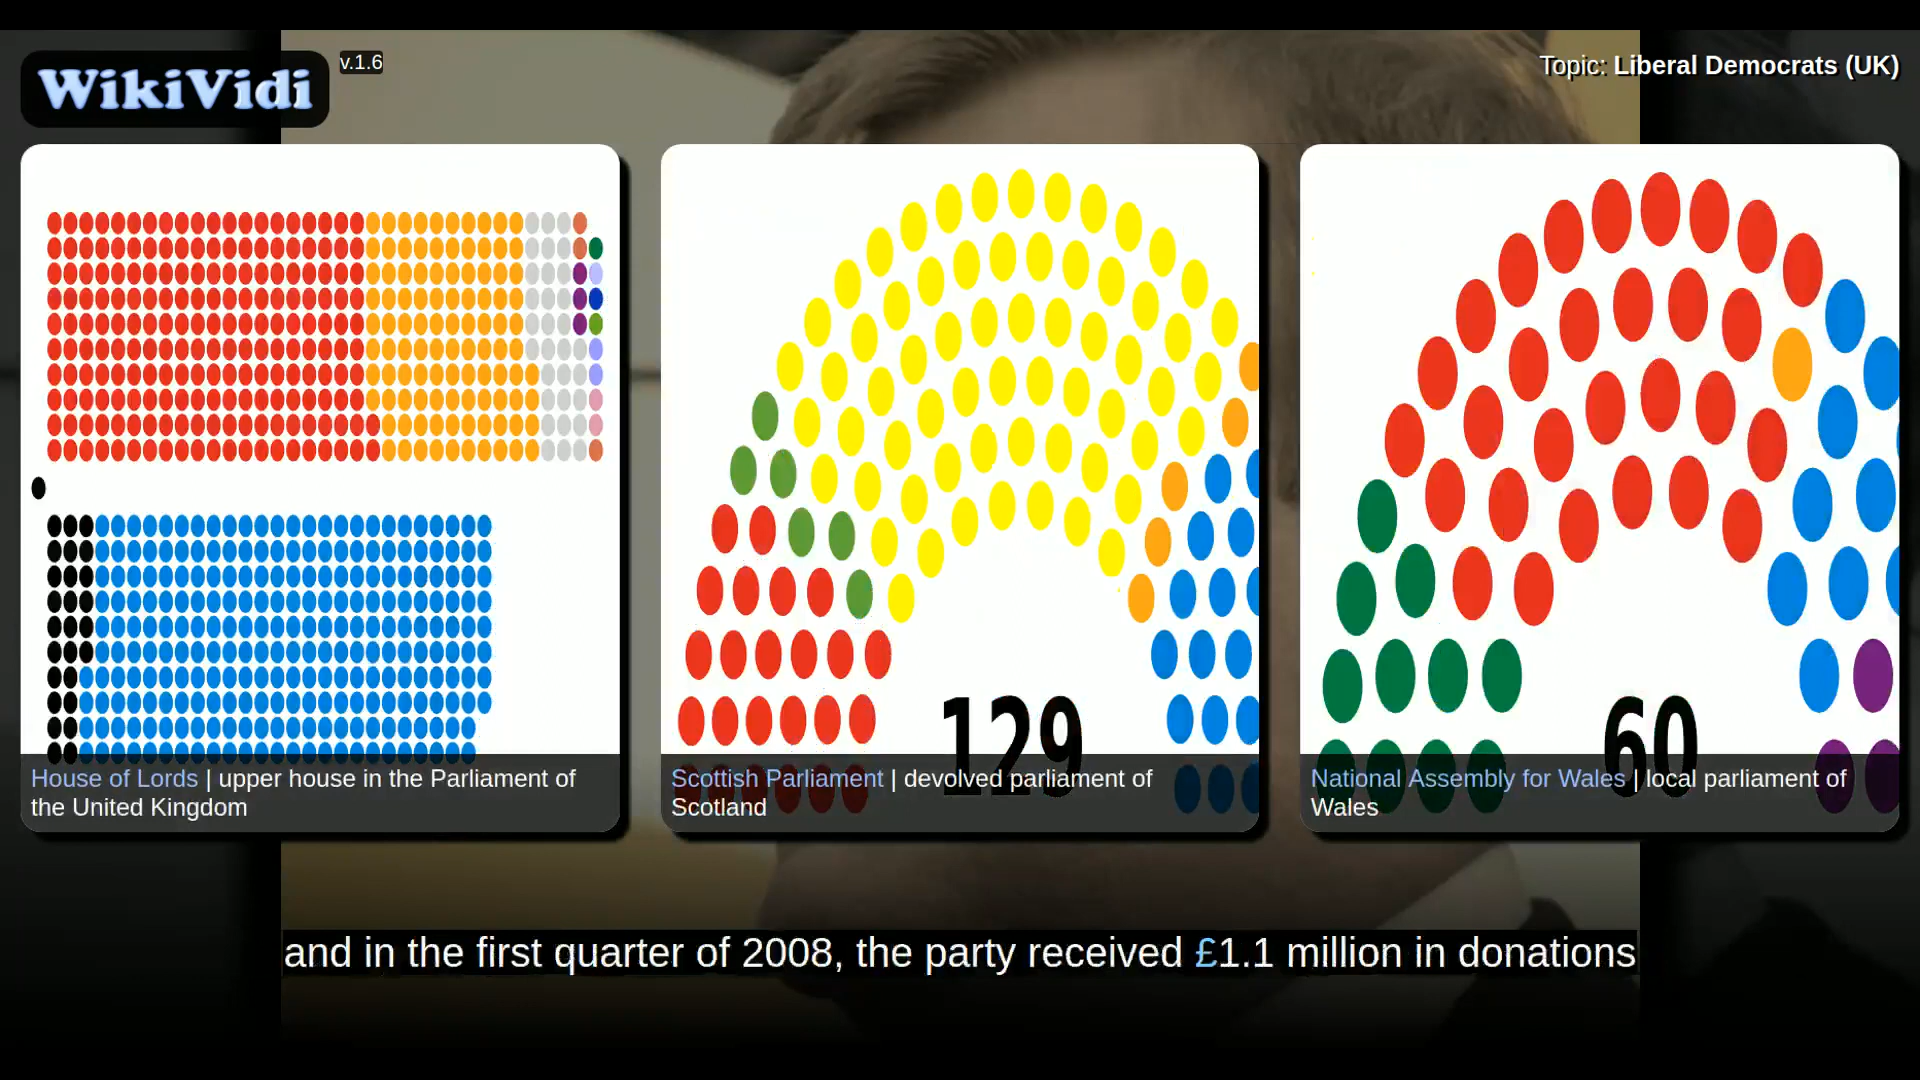 WikiVidi
v.1.6
Topic: Liberal Democrats (UK)
House of Lords | upper house in the Parliament of
the United Kingdom
129
Scottish Parliament | devolved parliament of
Scotland
60
National Assembly for Wales | local parliament of
Wales
and in the first quarter of 2008, the party received £1.1 million in donations